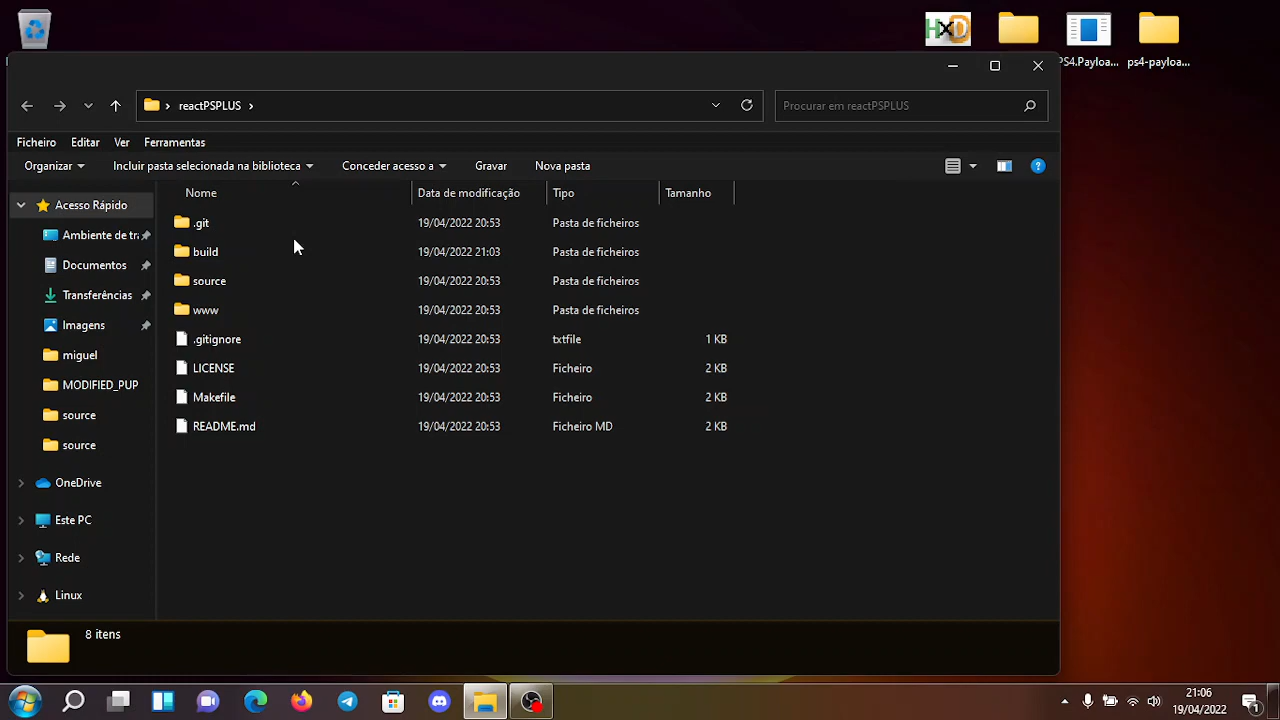 HxD
PS4.Payloa...
ps4-payloa...
reactPSPLUS
Procurar em reactPSPLUS
Ficheiro Editar Ver Ferramentas
Organizar Incluir pasta selecionada na biblioteca Conceder acesso a Gravar Nova pasta
Nome Data de modificação Tipo Tamanho
Acesso Rápido
Ambiente de tr
Documentos
Transferências
Imagens
miguel
MODIFIED_PUP
source
source
OneDrive
Este PC
Rede
Linux
.git 19/04/2022 20:53 Pasta de ficheiros
build 19/04/2022 21:03 Pasta de ficheiros
source 19/04/2022 20:53 Pasta de ficheiros
www 19/04/2022 20:53 Pasta de ficheiros
.gitignore 19/04/2022 20:53 txtfile 1 KB
LICENSE 19/04/2022 20:53 Ficheiro 2 KB
Makefile 19/04/2022 20:53 Ficheiro 2 KB
README.md 19/04/2022 20:53 Ficheiro MD 2 KB
8 itens
21:06
19/04/2022
1